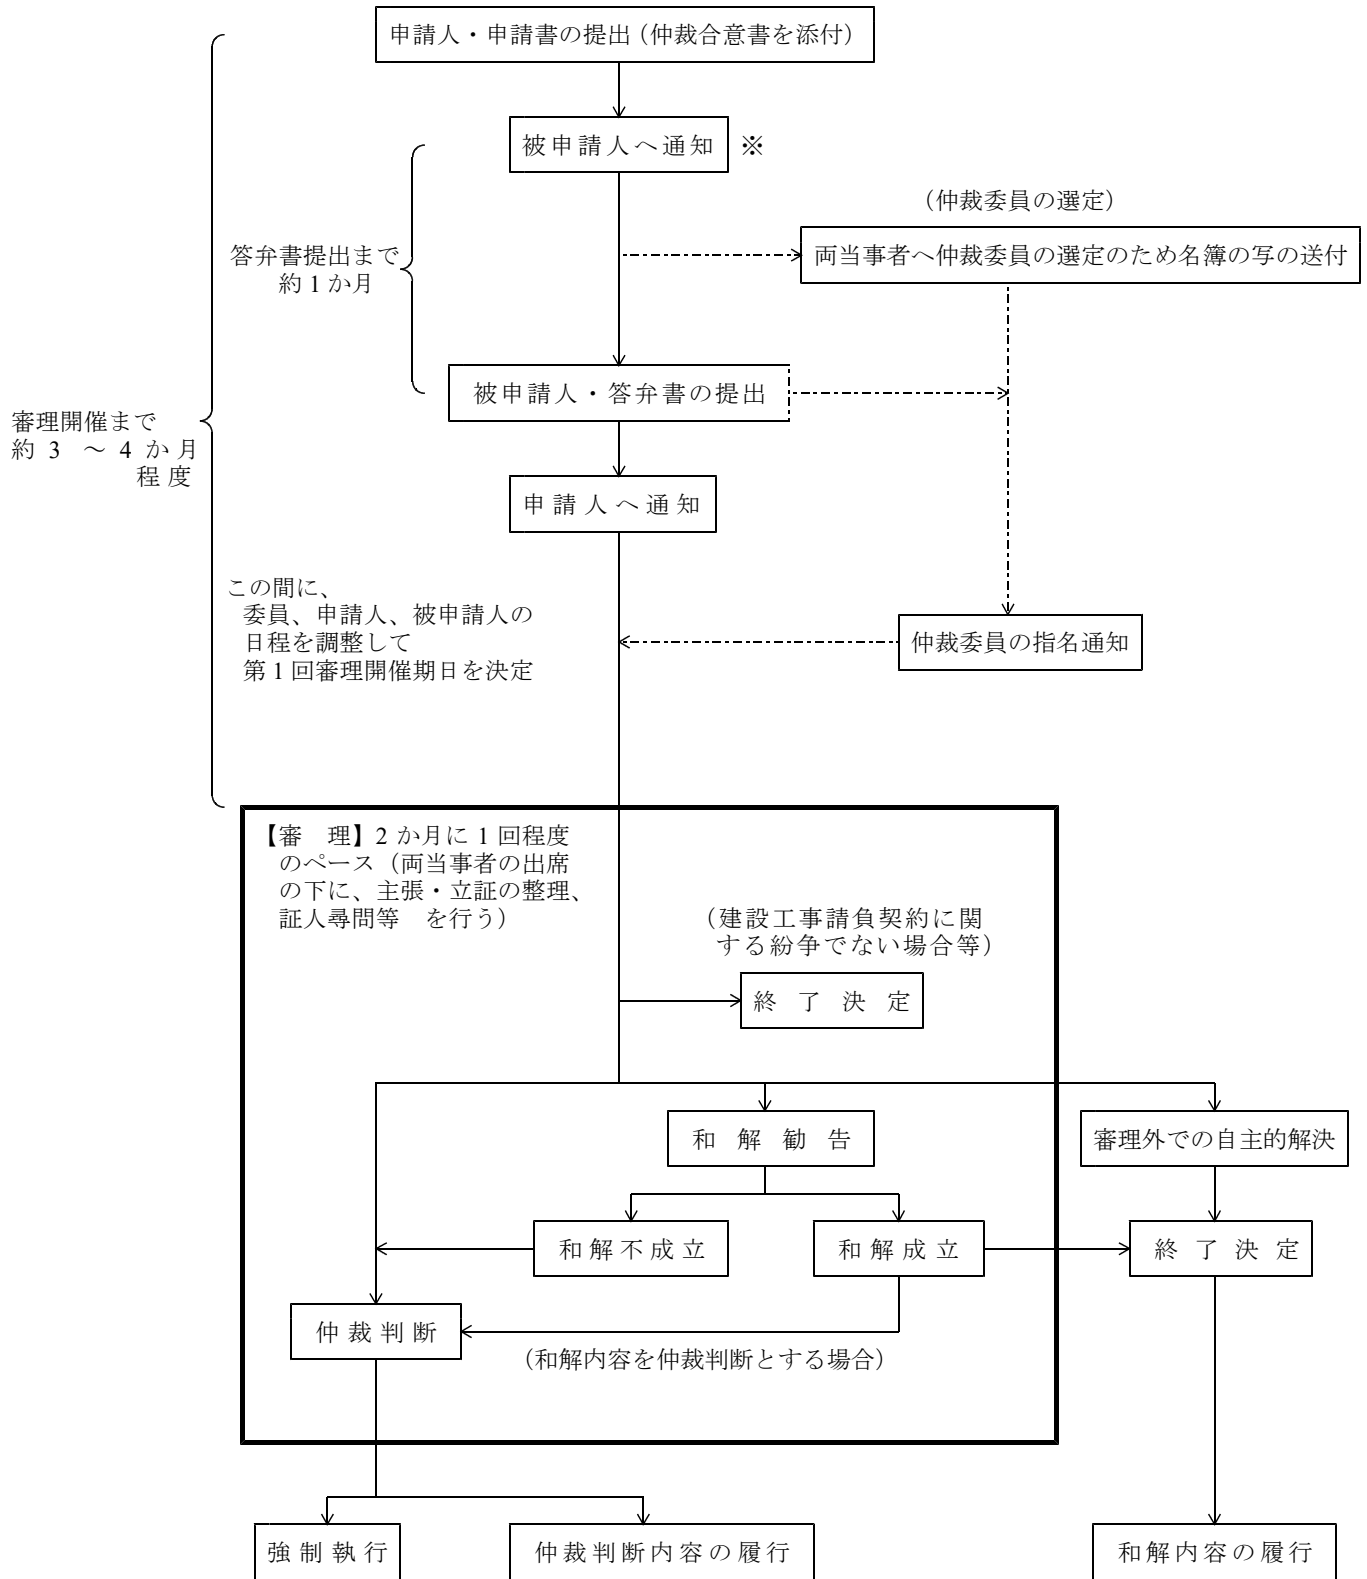 申請人・申請書の提出（仲裁合意書を添付）
被申請人へ通知 ※
（仲裁委員の選定）
両当事者へ仲裁委員の選定のため名簿の写の送付
答弁書提出まで
約１か月
被申請人・答弁書の提出
審理開催まで
約 3 ～ 4 か月
程度
申請人へ通知
この間に、
委員、申請人、被申請人の
日程を調整して
第１回審理開催期日を決定
仲裁委員の指名通知
【審　理】2 か月に 1 回程度
のペース（両当事者の出席
の下に、主張・立証の整理、
証人尋問等　を行う）
（建設工事請負契約に関
する紛争でない場合等）
終了決定
和解勧告
審理外での自主的解決
和解不成立
和解成立
終了決定
仲裁判断
（和解内容を仲裁判断とする場合）
強制執行
仲裁判断内容の履行
和解内容の履行